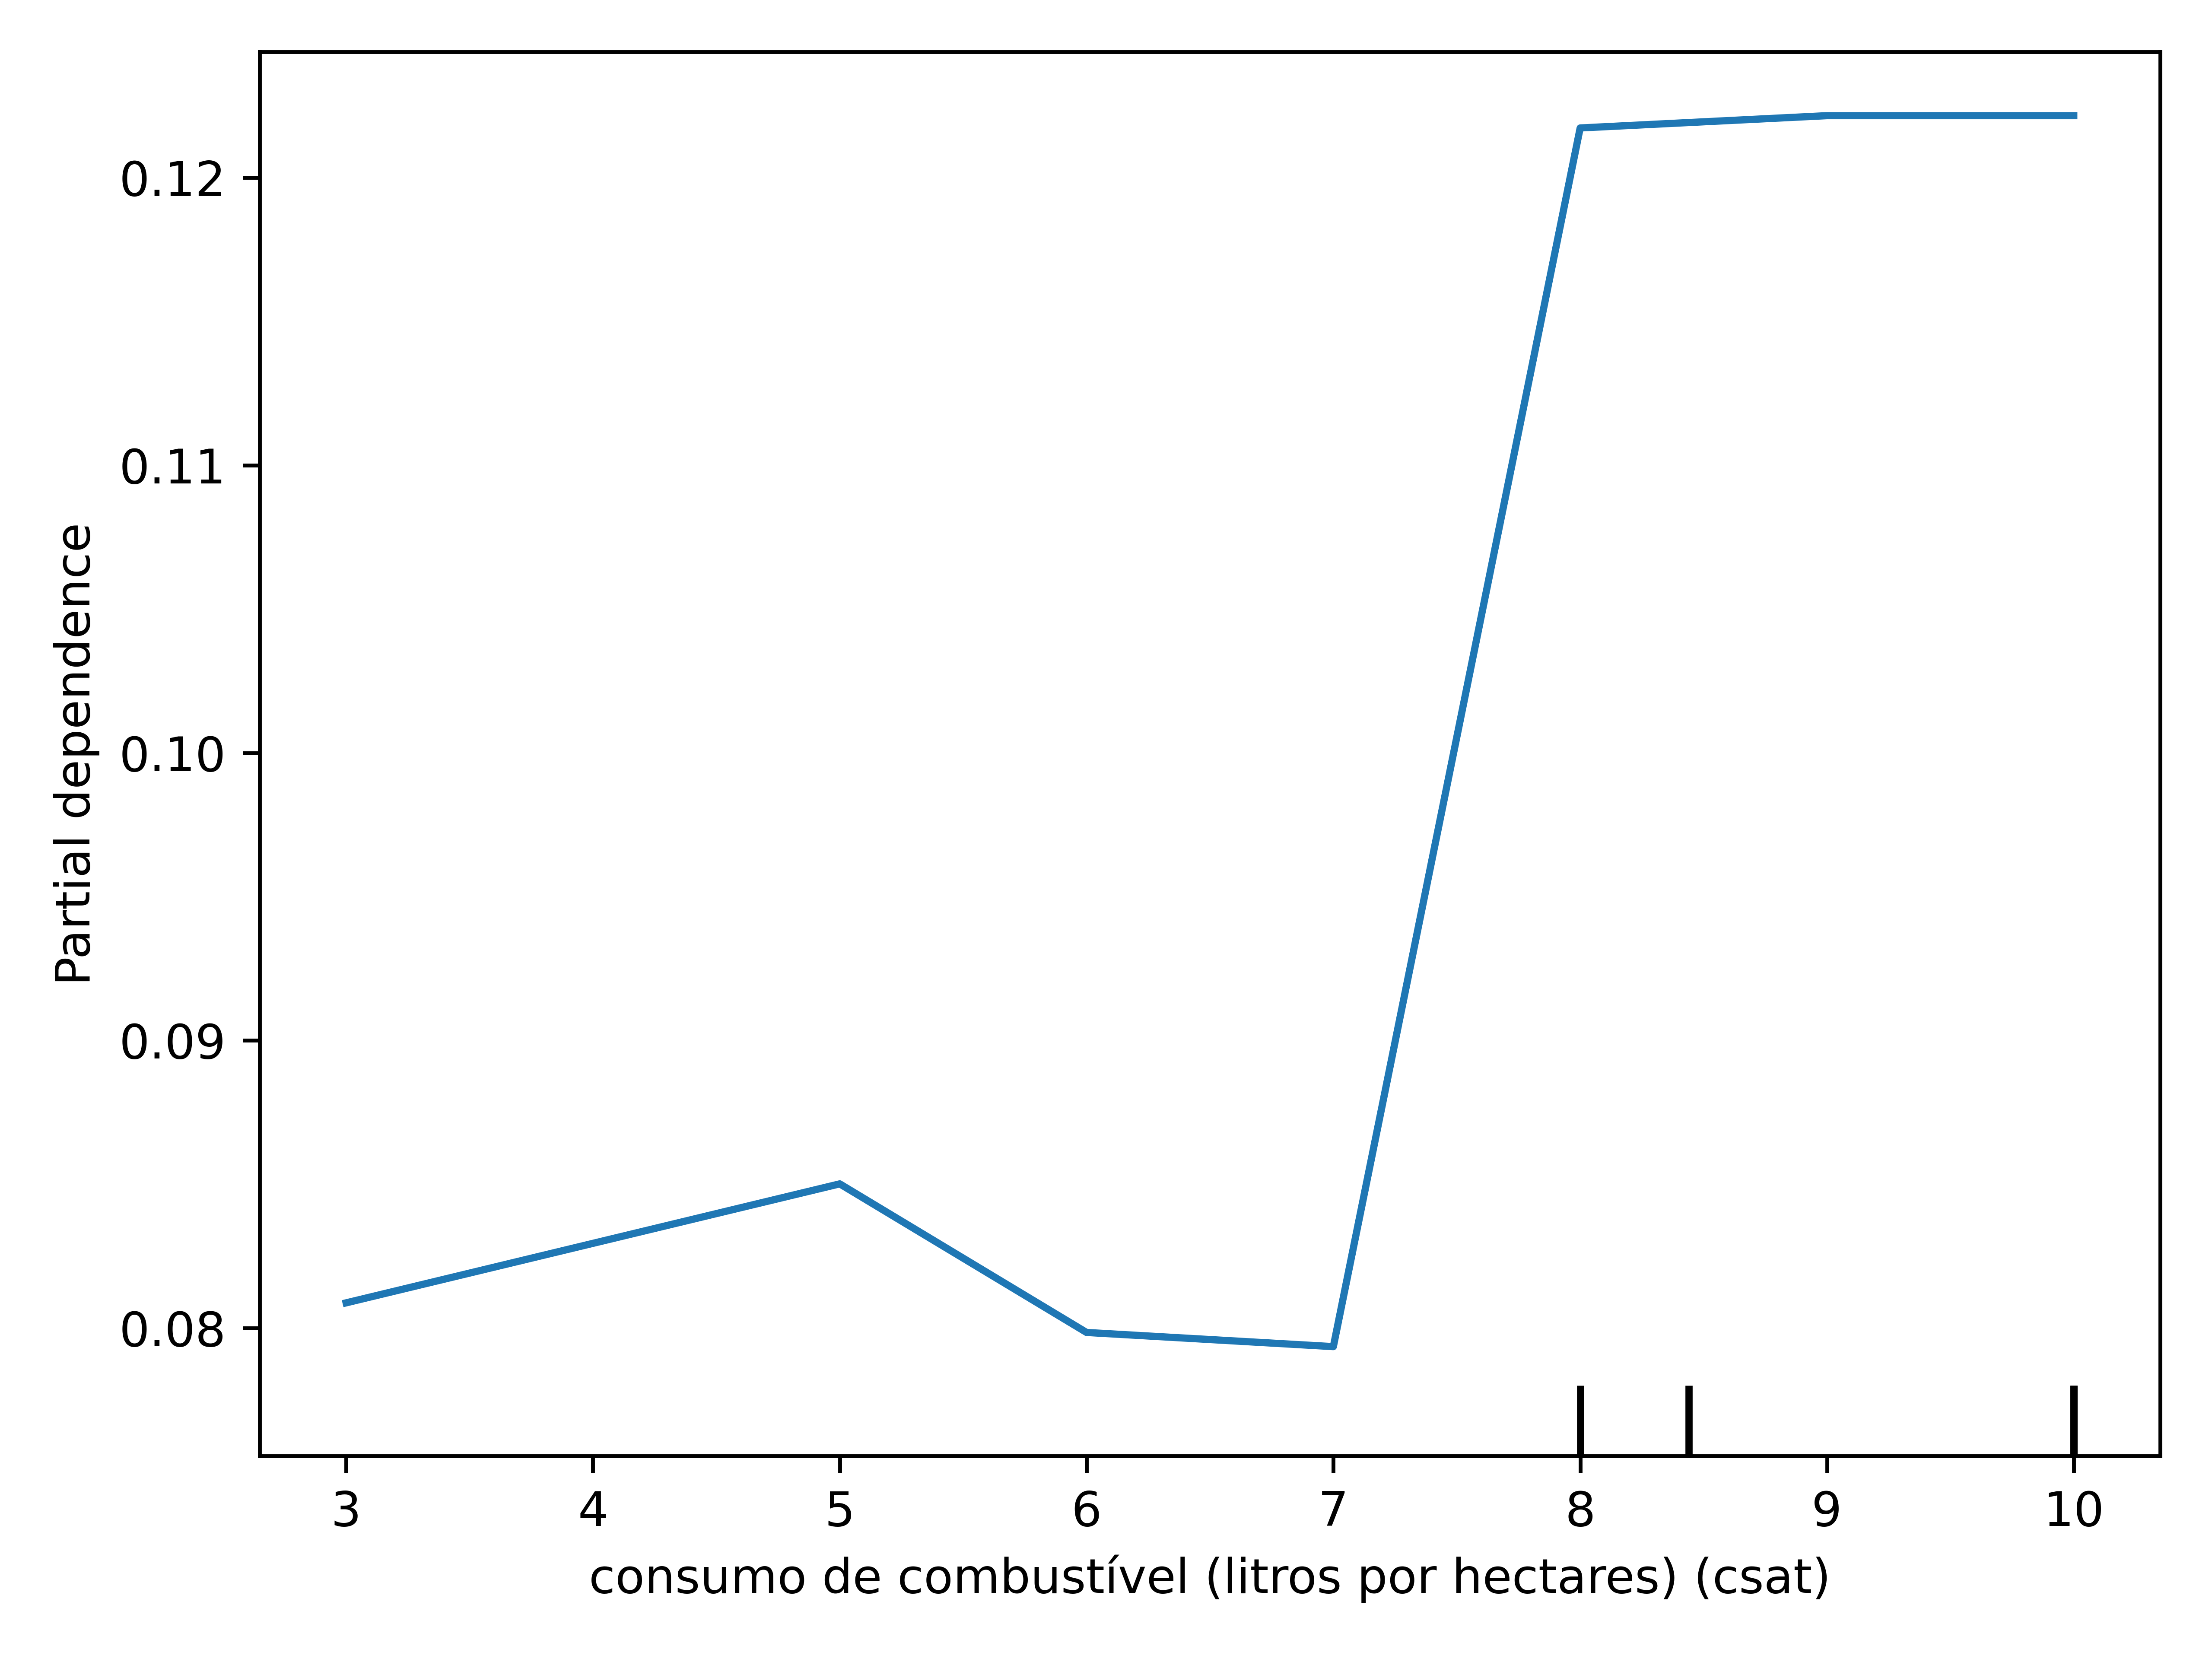 Partial dependence
0.12
0.11
0.10
0.09
0.08
3 4 5 6 7 8 9 10
consumo de combustível (litros por hectares) (csat)